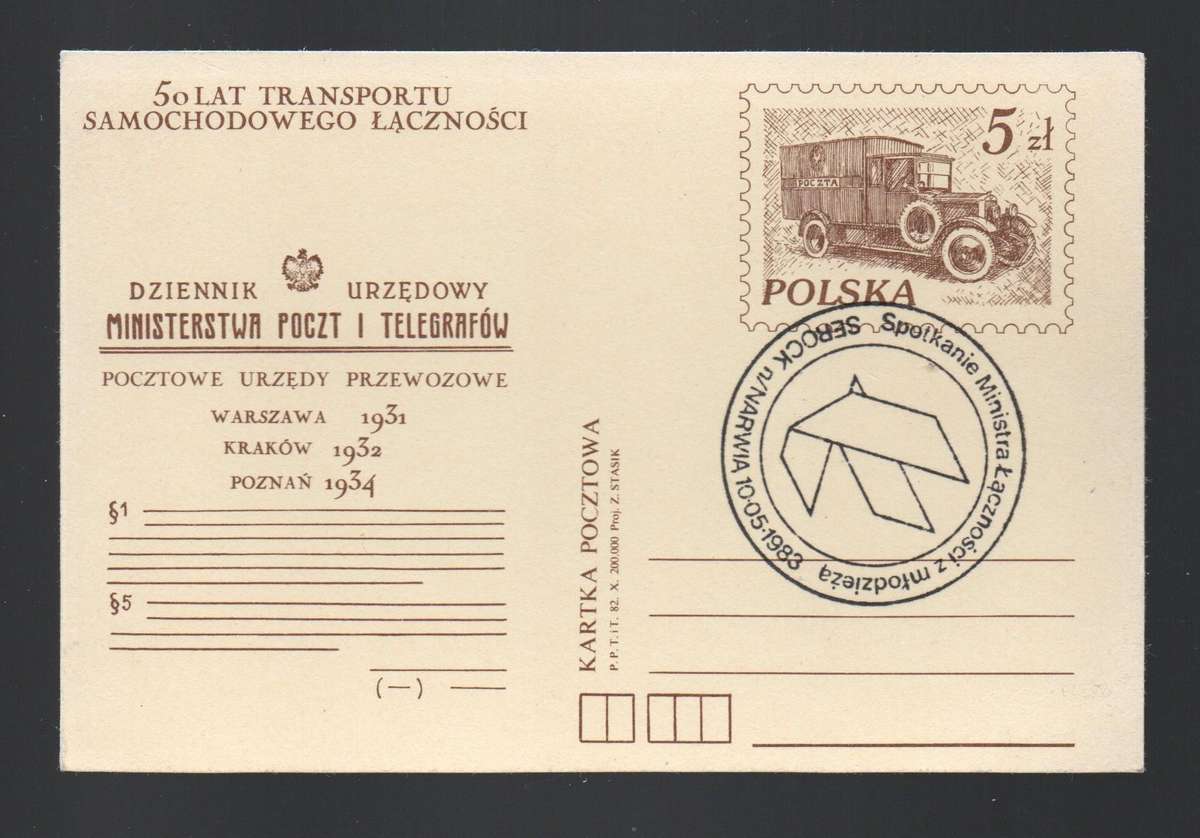 50 LAT TRANSPORTU
SAMOCHODOWEGO ŁĄCZNOŚCI
DZIENNIK URZĘDOWY
MINISTERSTWA POCZT I TELEGRAFÓW
POCZTOWE URZĘDY PRZEWOZOWE
WARSZAWA 1931
KRAKÓW 1932
POZNAŃ 1934
§1
§5
(—)
KARTKA POCZTOWA
P.P.T.iT. 82. X. 200.000 Proj. Z. STASIK
5 zł
POCZTA
POLSKA
SEROCK n/NARWIĄ 10·05·1983
Spotkanie Ministra Łączności z młodzieżą